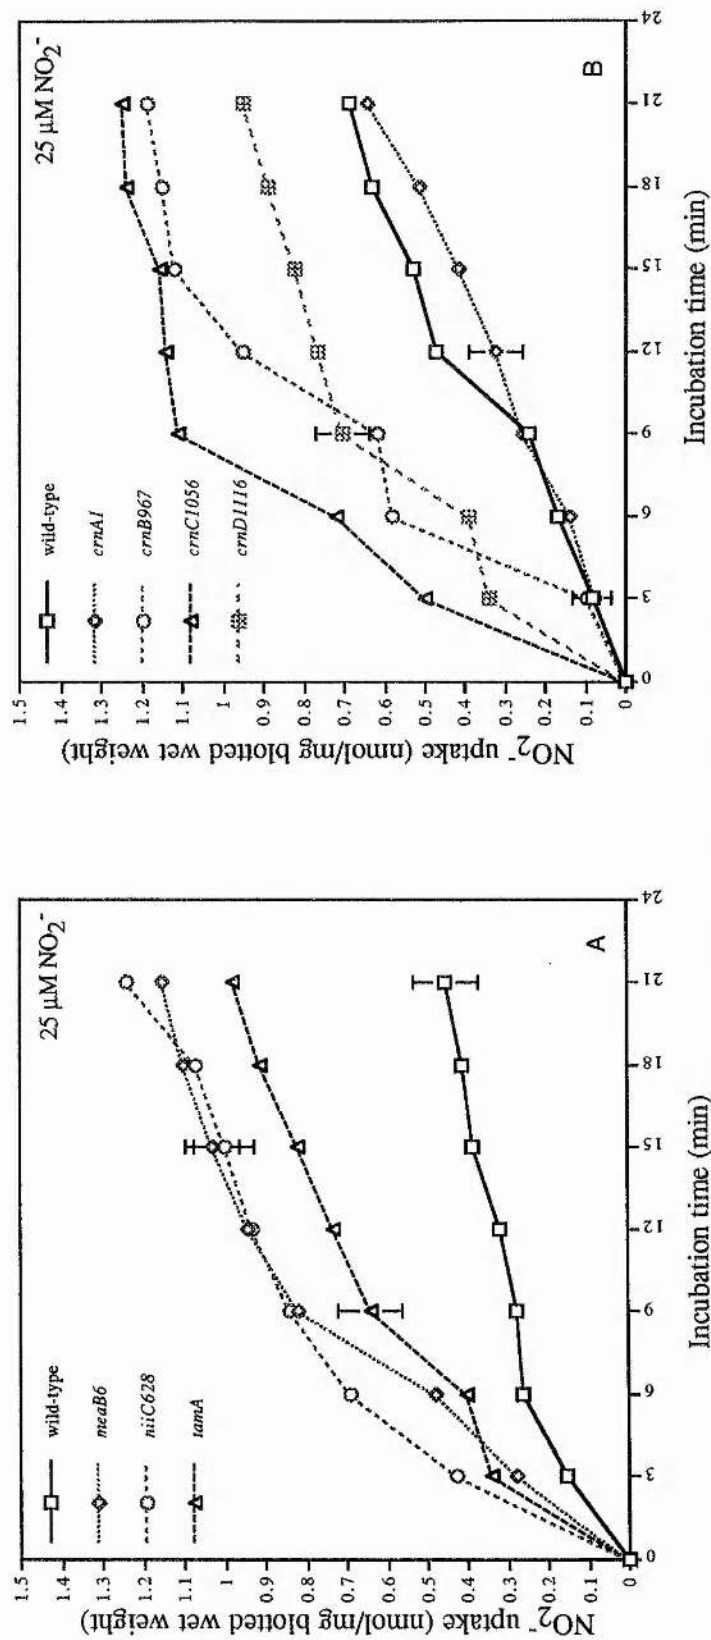 25 µM NO₂⁻
wild-type
meaB6
niiC628
tamA
NO₂⁻ uptake (nmol/mg blotted wet weight)
1.5
1.4
1.3
1.2
1.1
1
0.9
0.8
0.7
0.6
0.5
0.4
0.3
0.2
0.1
0
0
3
6
9
12
15
18
21
24
A
Incubation time (min)
25 µM NO₂⁻
wild-type
crnA1
crnB967
crnC1056
crnD1116
NO₂⁻ uptake (nmol/mg blotted wet weight)
1.5
1.4
1.3
1.2
1.1
1
0.9
0.8
0.7
0.6
0.5
0.4
0.3
0.2
0.1
0
0
3
6
9
12
15
18
21
24
B
Incubation time (min)